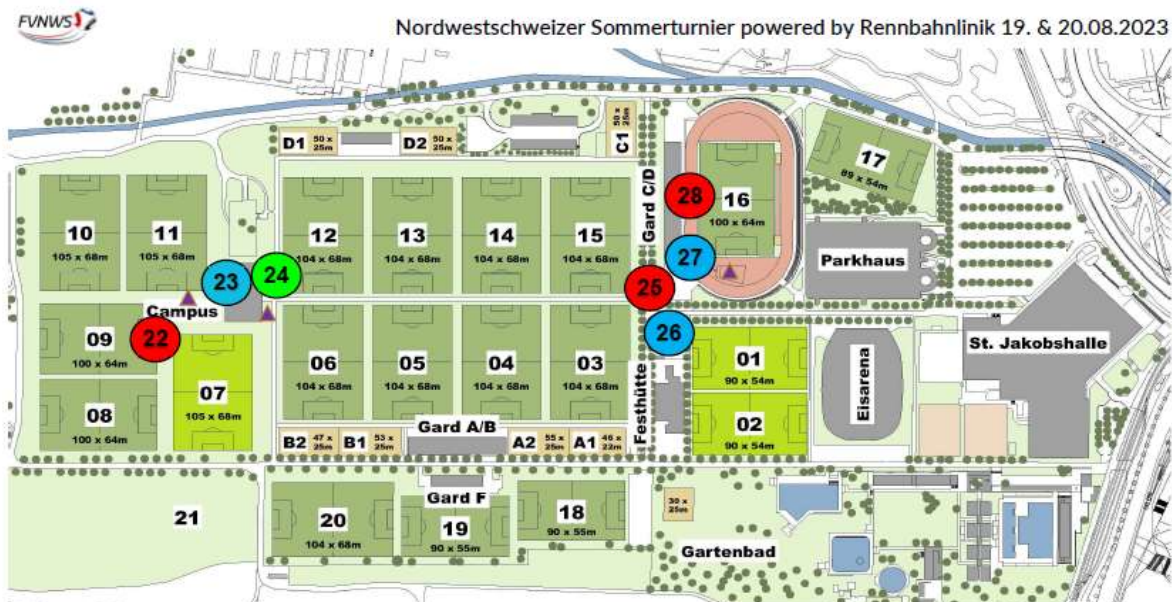 FVNWS
Nordwestschweizer Sommerturnier powered by Rennbahnlinik 19. & 20.08.2023
D1 50 x 25m
D2 50 x 25m
C1 50 x 25m
Gard C/D
17
89 x 54m
10
105 x 68m
11
105 x 68m
12
104 x 68m
13
104 x 68m
14
104 x 68m
15
104 x 68m
28
16
100 x 64m
27
Parkhaus
23
24
25
26
Campus
22
09
100 x 64m
08
100 x 64m
07
105 x 68m
06
104 x 68m
05
104 x 68m
04
104 x 68m
03
104 x 68m
Festhütte
01
90 x 54m
02
90 x 54m
Eisarena
St. Jakobshalle
B2 47 x 25m
B1 53 x 25m
Gard A/B
A2 55 x 25m
A1 46 x 22m
21
20
104 x 68m
Gard F
19
90 x 55m
18
90 x 55m
30 x 25m
Gartenbad